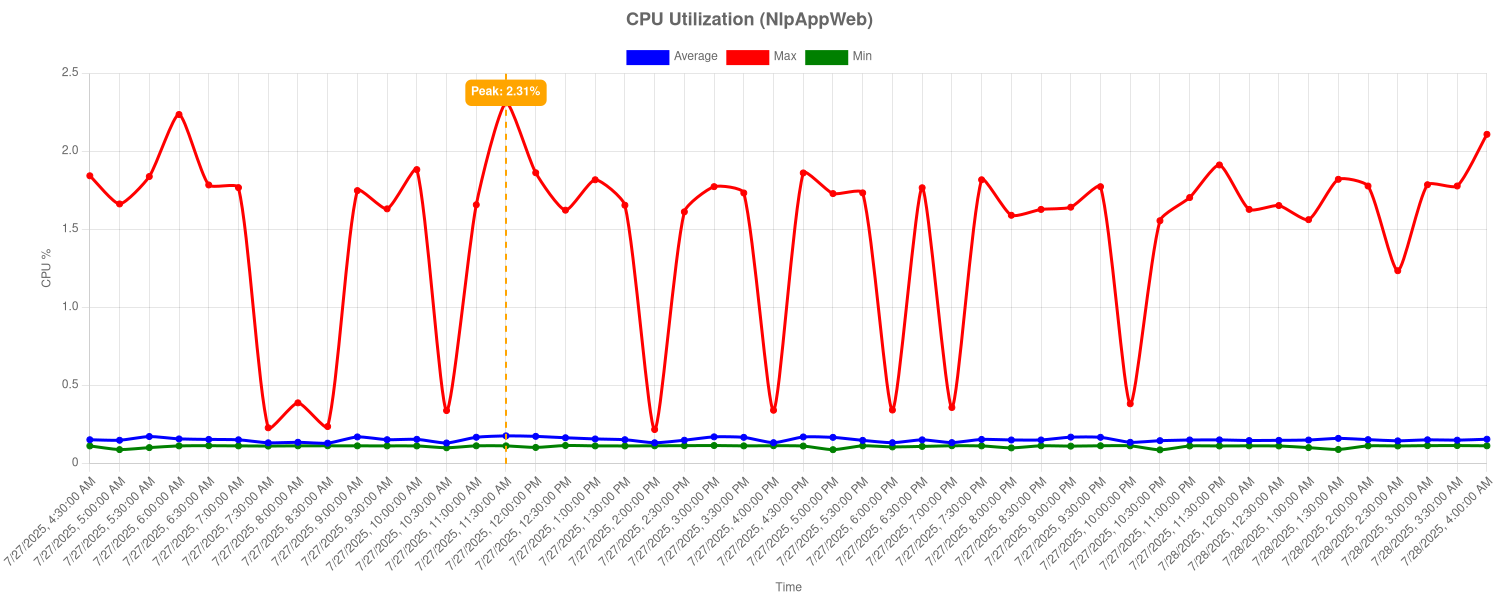 CPU Utilization (NlpAppWeb)
Average Max Min
Peak: 2.31%
2.5
2.0
1.5
1.0
0.5
0
CPU %
7/27/2025, 4:30:00 AM
7/27/2025, 5:00:00 AM
7/27/2025, 5:30:00 AM
7/27/2025, 6:00:00 AM
7/27/2025, 6:30:00 AM
7/27/2025, 7:00:00 AM
7/27/2025, 7:30:00 AM
7/27/2025, 8:00:00 AM
7/27/2025, 8:30:00 AM
7/27/2025, 9:00:00 AM
7/27/2025, 9:30:00 AM
7/27/2025, 10:00:00 AM
7/27/2025, 10:30:00 AM
7/27/2025, 11:00:00 AM
7/27/2025, 11:30:00 AM
7/27/2025, 12:00:00 PM
7/27/2025, 12:30:00 PM
7/27/2025, 1:00:00 PM
7/27/2025, 1:30:00 PM
7/27/2025, 2:00:00 PM
7/27/2025, 2:30:00 PM
7/27/2025, 3:00:00 PM
7/27/2025, 3:30:00 PM
7/27/2025, 4:00:00 PM
7/27/2025, 4:30:00 PM
7/27/2025, 5:00:00 PM
7/27/2025, 5:30:00 PM
7/27/2025, 6:00:00 PM
7/27/2025, 6:30:00 PM
7/27/2025, 7:00:00 PM
7/27/2025, 7:30:00 PM
7/27/2025, 8:00:00 PM
7/27/2025, 8:30:00 PM
7/27/2025, 9:00:00 PM
7/27/2025, 9:30:00 PM
7/27/2025, 10:00:00 PM
7/27/2025, 10:30:00 PM
7/27/2025, 11:00:00 PM
7/27/2025, 11:30:00 PM
7/28/2025, 12:00:00 AM
7/28/2025, 12:30:00 AM
7/28/2025, 1:00:00 AM
7/28/2025, 1:30:00 AM
7/28/2025, 2:00:00 AM
7/28/2025, 2:30:00 AM
7/28/2025, 3:00:00 AM
7/28/2025, 3:30:00 AM
7/28/2025, 4:00:00 AM
Time